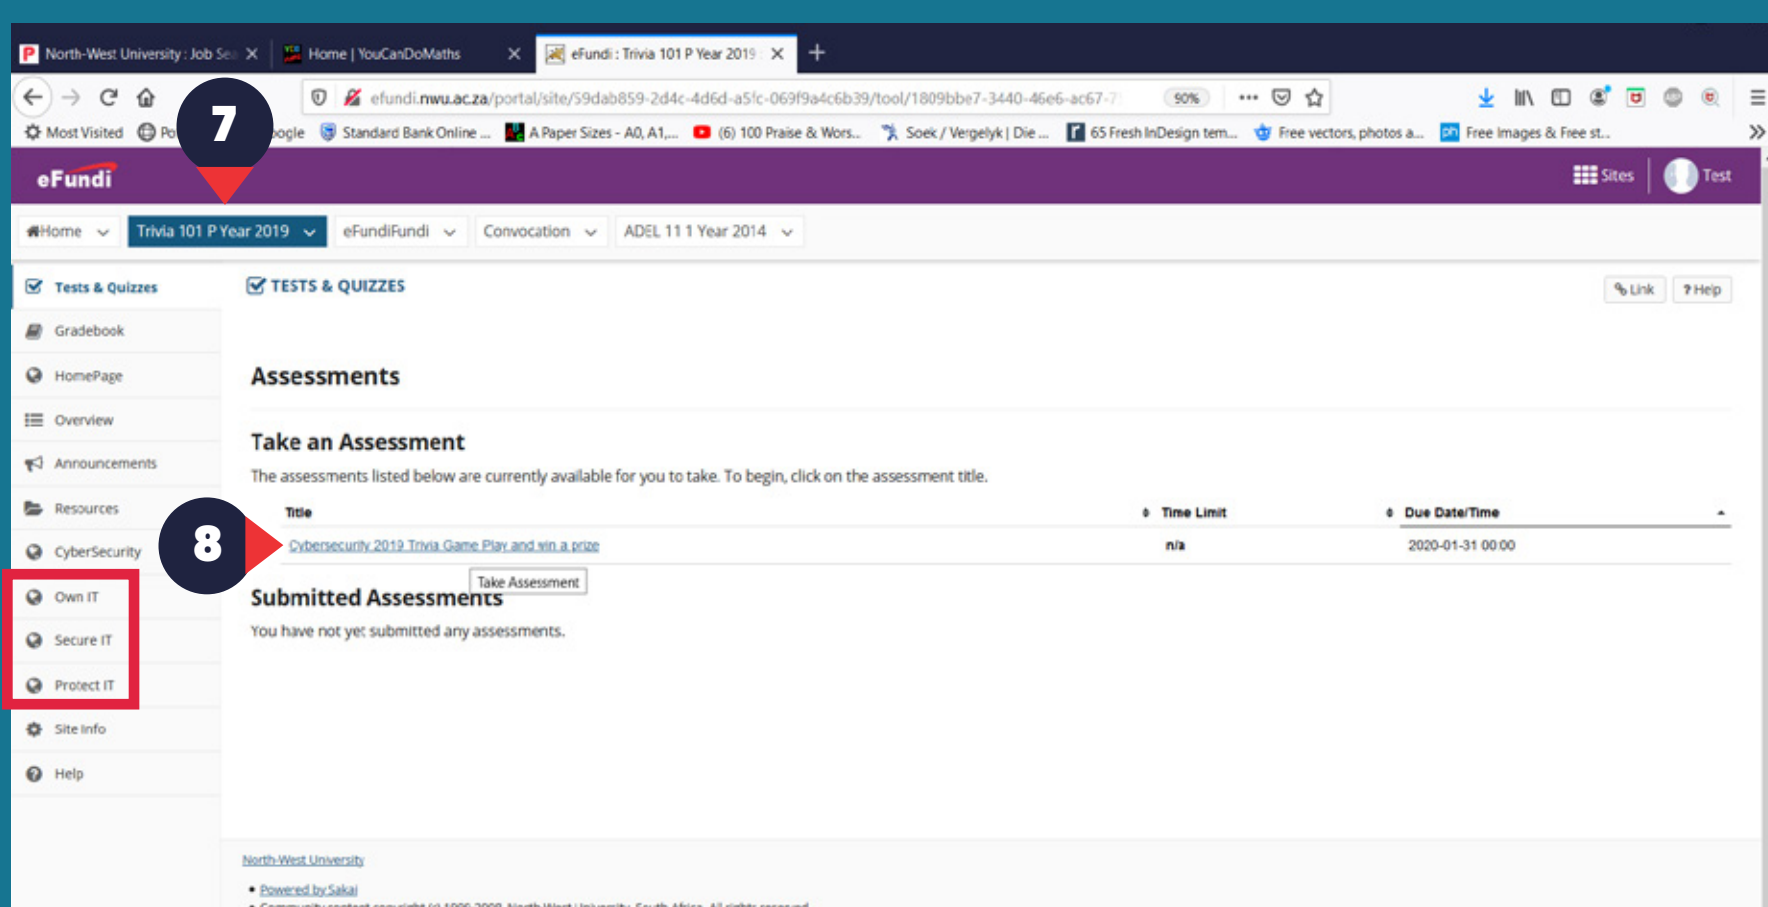 North-West University : Job Sea
Home | YouCanDoMaths
eFundi : Trivia 101 P Year 2019
efundi.nwu.ac.za/portal/site/59dab859-2d4c-4d6d-a5fc-069f9a4c6b39/tool/1809bbe7-3440-46e6-ac67-7
90%
7
Most Visited
Standard Bank Online ...
A Paper Sizes - A0, A1,...
(6) 100 Praise & Wors...
Soek / Vergelyk | Die ...
65 Fresh InDesign tem...
Free vectors, photos a...
Free Images & Free st...
eFundi
Sites
Test
Home
Trivia 101 P Year 2019
eFundiFundi
Convocation
ADEL 11 1 Year 2014
Tests & Quizzes
TESTS & QUIZZES
Link
? Help
Gradebook
HomePage
Assessments
Overview
Take an Assessment
Announcements
The assessments listed below are currently available for you to take. To begin, click on the assessment title.
Resources
Title
Time Limit
Due Date/Time
8
CyberSecurity
Cybersecurity 2019 Trivia Game Play and win a prize
n/a
2020-01-31 00:00
Take Assessment
Own IT
Submitted Assessments
You have not yet submitted any assessments.
Secure IT
Protect IT
Site Info
Help
North-West University
• Powered by Sakai